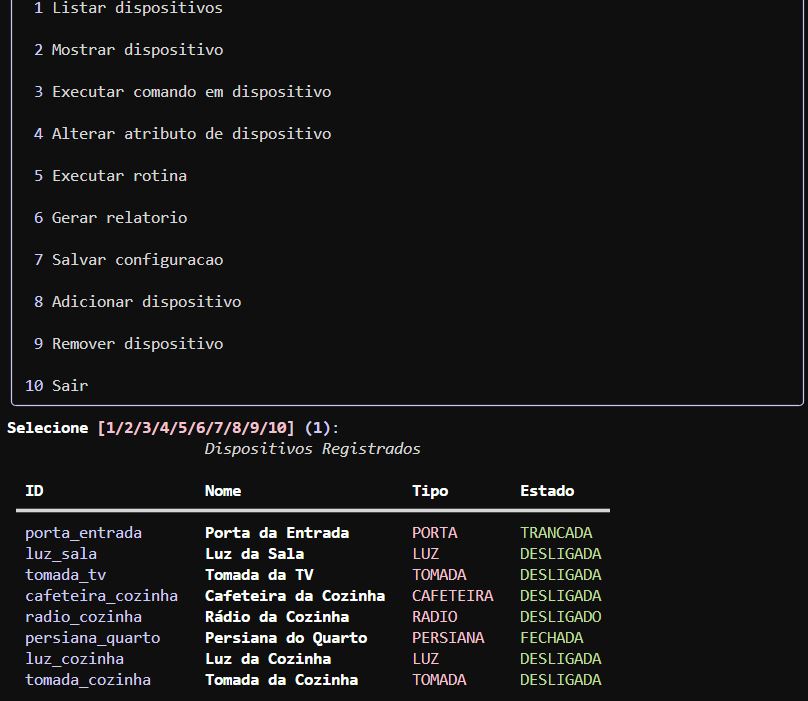 1 Listar dispositivos
2 Mostrar dispositivo
3 Executar comando em dispositivo
4 Alterar atributo de dispositivo
5 Executar rotina
6 Gerar relatorio
7 Salvar configuracao
8 Adicionar dispositivo
9 Remover dispositivo
10 Sair
Selecione [1/2/3/4/5/6/7/8/9/10] (1):
Dispositivos Registrados
ID Nome Tipo Estado
porta_entrada Porta da Entrada PORTA TRANCADA
luz_sala Luz da Sala LUZ DESLIGADA
tomada_tv Tomada da TV TOMADA DESLIGADA
cafeteira_cozinha Cafeteira da Cozinha CAFETEIRA DESLIGADA
radio_cozinha Rádio da Cozinha RADIO DESLIGADO
persiana_quarto Persiana do Quarto PERSIANA FECHADA
luz_cozinha Luz da Cozinha LUZ DESLIGADA
tomada_cozinha Tomada da Cozinha TOMADA DESLIGADA